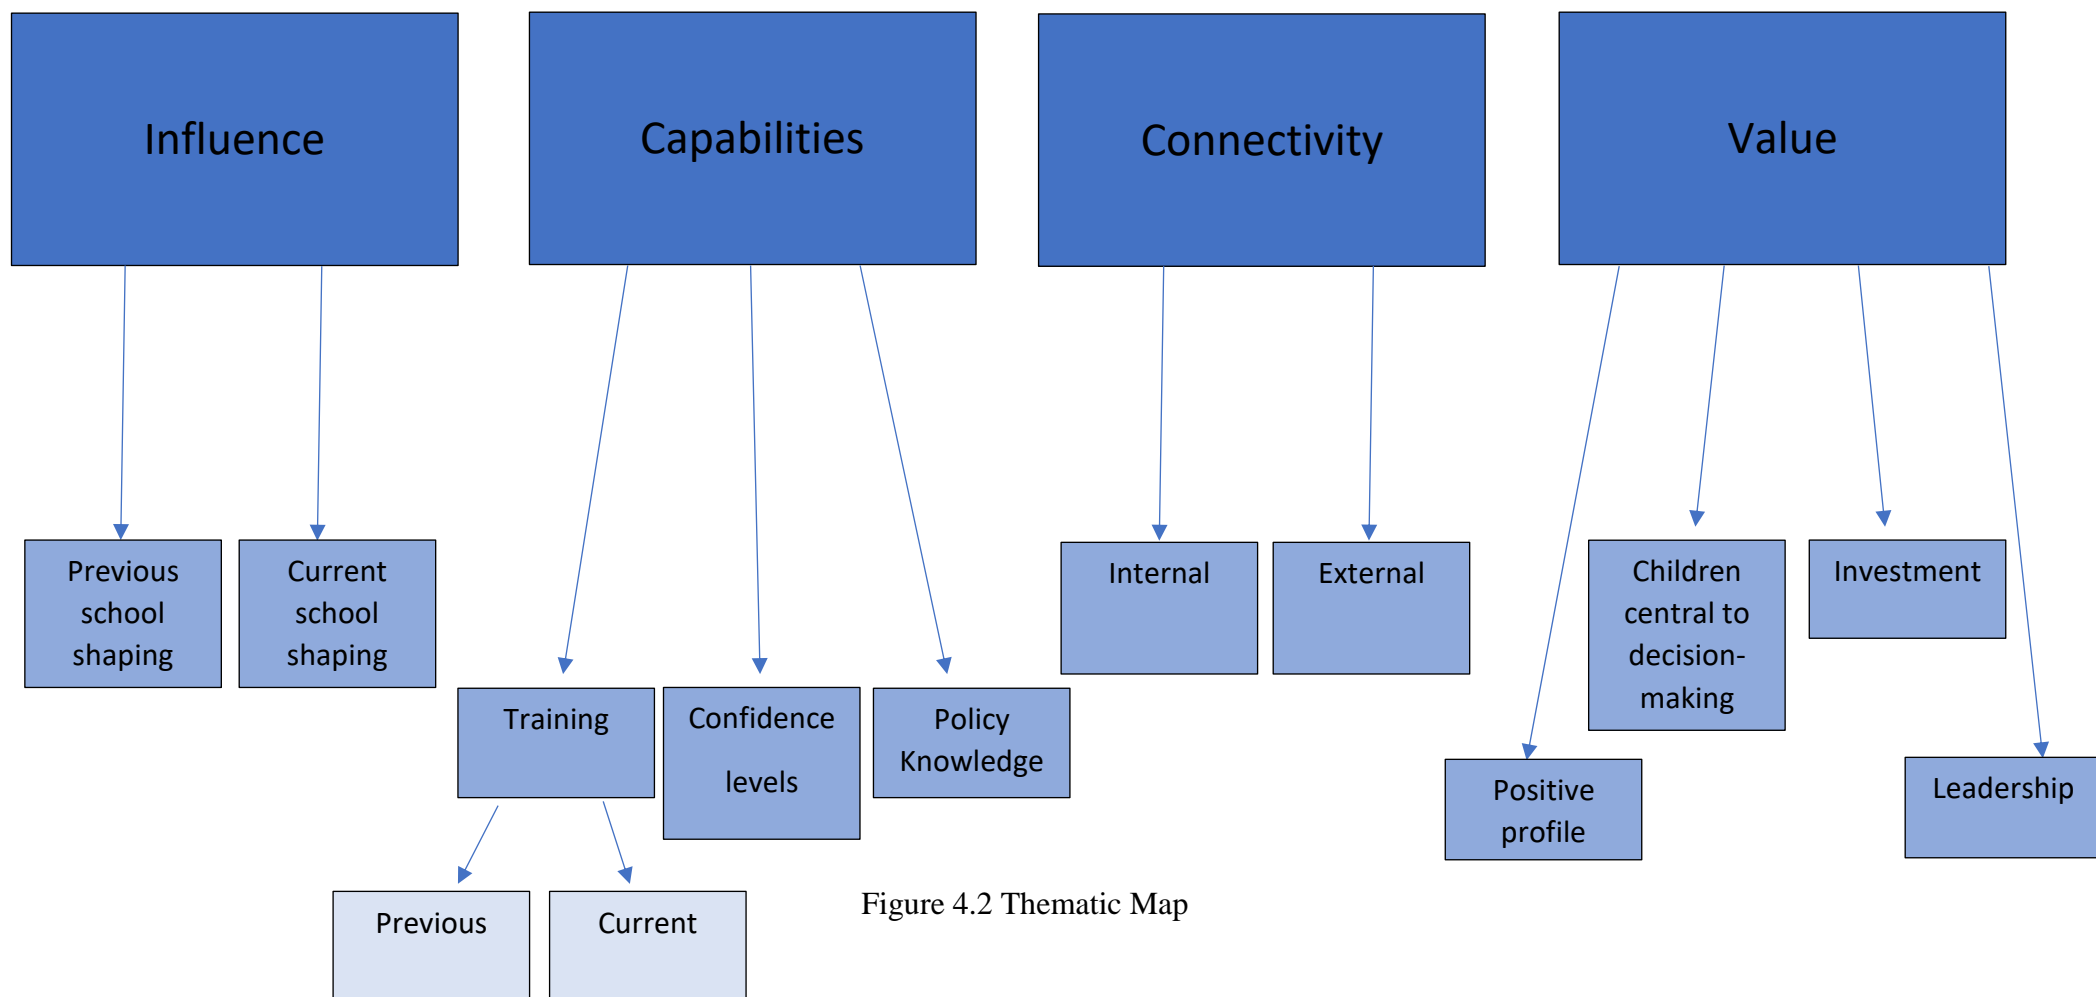 Influence
Capabilities
Connectivity
Value
Previous
school
shaping
Current
school
shaping
Training
Confidence
levels
Policy
Knowledge
Internal
External
Children
central to
decision-
making
Investment
Positive
profile
Leadership
Previous
Current
Figure 4.2 Thematic Map